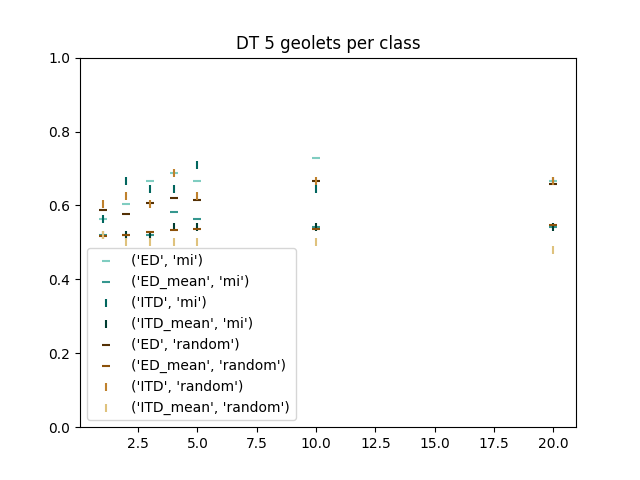 DT 5 geolets per class
1.0
0.8
0.6
0.4
0.2
0.0
('ED', 'mi')
('ED_mean', 'mi')
('ITD', 'mi')
('ITD_mean', 'mi')
('ED', 'random')
('ED_mean', 'random')
('ITD', 'random')
('ITD_mean', 'random')
2.5 5.0 7.5 10.0 12.5 15.0 17.5 20.0